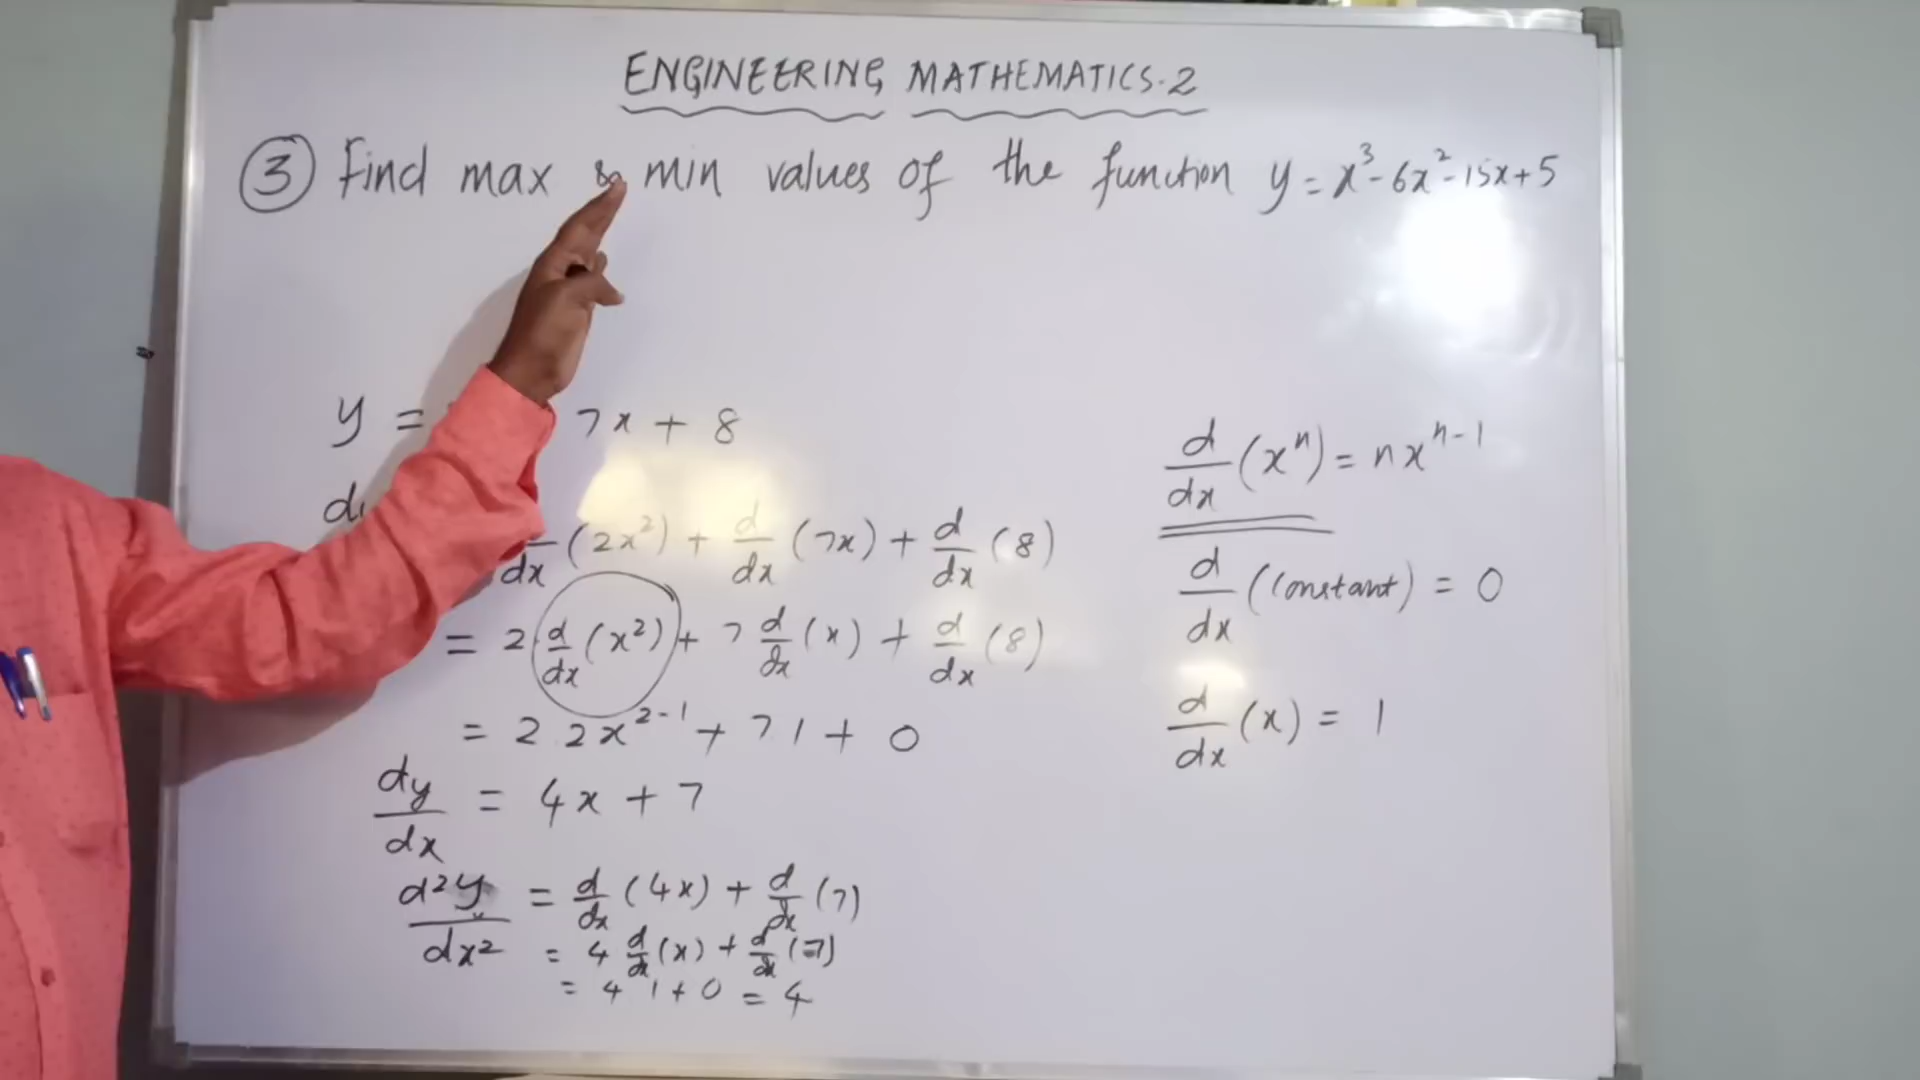 ENGINEERING MATHEMATICS-2
③ Find max & min values of the function y = x³ - 6x² - 15x + 5
y = 7x + 8
d/dx (xⁿ) = nxⁿ⁻¹
dx (2x²) + d/dx (7x) + d/dx (8)
d/dx (constant) = 0
= 2 d/dx (x²) + 7 d/dx (x) + d/dx (8)
= 2 2x²⁻¹ + 7 1 + 0
d/dx (x) = 1
dy/dx = 4x + 7
d²y/dx² = d/dx (4x) + d/dx (7)
= 4 d/dx (x) + d/dx (7)
= 4 1 + 0 = 4